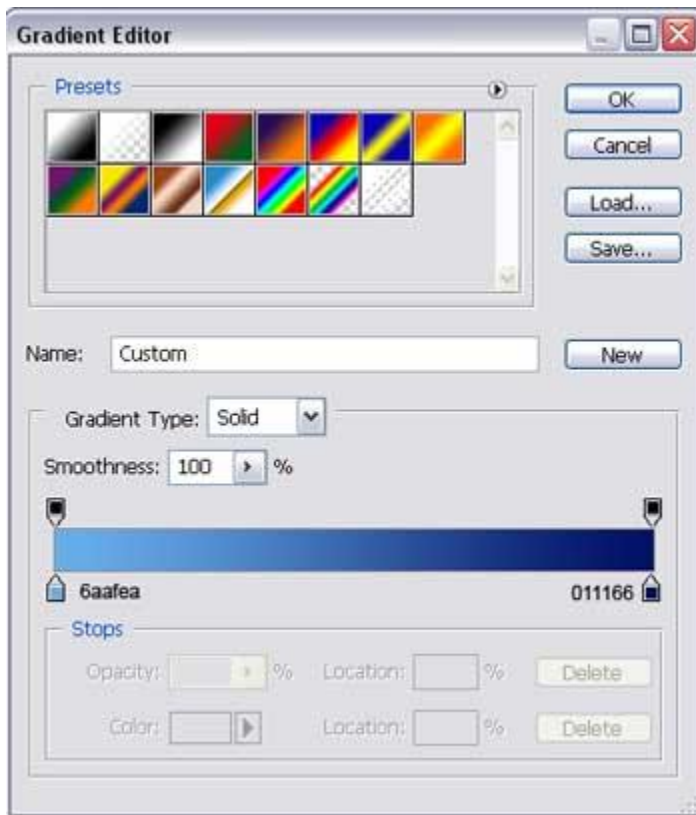 Gradient Editor
Presets
OK
Cancel
Load...
Save...
Name: Custom
New
Gradient Type: Solid
Smoothness: 100 %
6aafea 011166
Stops
Opacity: % Location: % Delete
Color: Location: % Delete